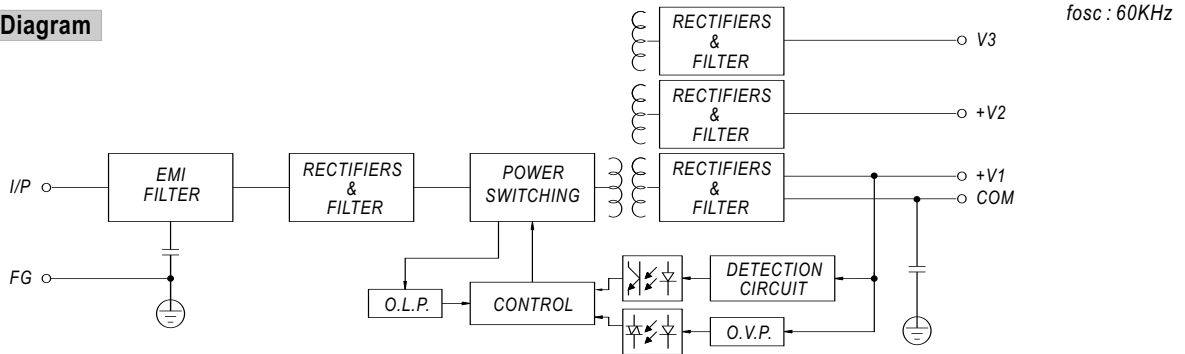 Diagram
fosc : 60KHz
RECTIFIERS
&
FILTER
V3
RECTIFIERS
&
FILTER
+V2
I/P
EMI
FILTER
RECTIFIERS
&
FILTER
POWER
SWITCHING
RECTIFIERS
&
FILTER
+V1
COM
FG
O.L.P.
CONTROL
DETECTION
CIRCUIT
O.V.P.